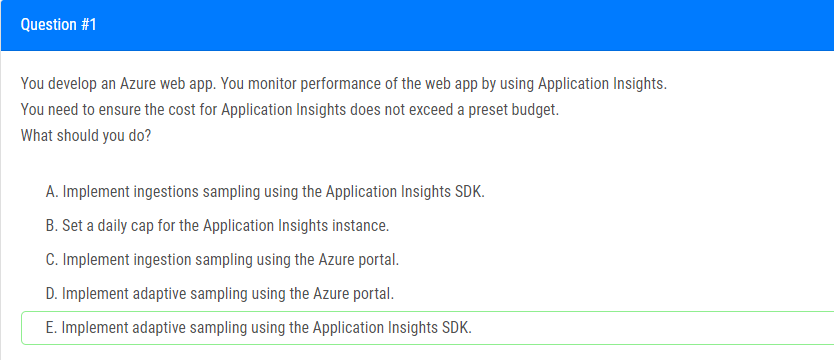 Question #1
You develop an Azure web app. You monitor performance of the web app by using Application Insights.
You need to ensure the cost for Application Insights does not exceed a preset budget.
What should you do?
A. Implement ingestions sampling using the Application Insights SDK.
B. Set a daily cap for the Application Insights instance.
C. Implement ingestion sampling using the Azure portal.
D. Implement adaptive sampling using the Azure portal.
E. Implement adaptive sampling using the Application Insights SDK.